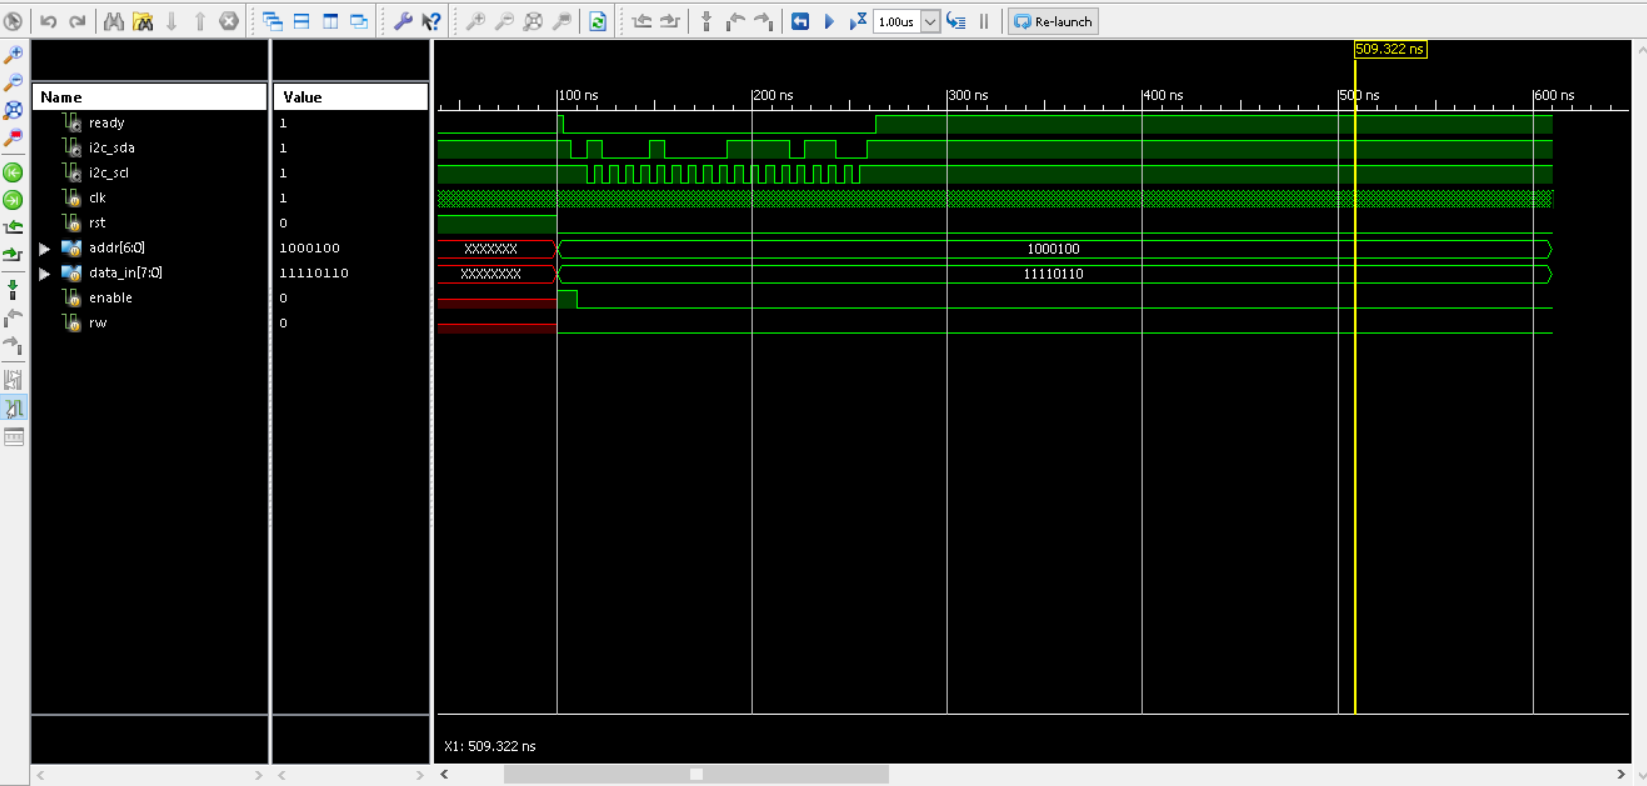 1.00us Re-launch
509.322 ns
Name Value
100 ns 200 ns 300 ns 400 ns 500 ns 600 ns
ready 1
i2c_sda 1
i2c_scl 1
clk 1
rst 0
addr[6:0] 1000100 XXXXXXX 1000100
data_in[7:0] 11110110 XXXXXXXX 11110110
enable 0
rw 0
X1: 509.322 ns